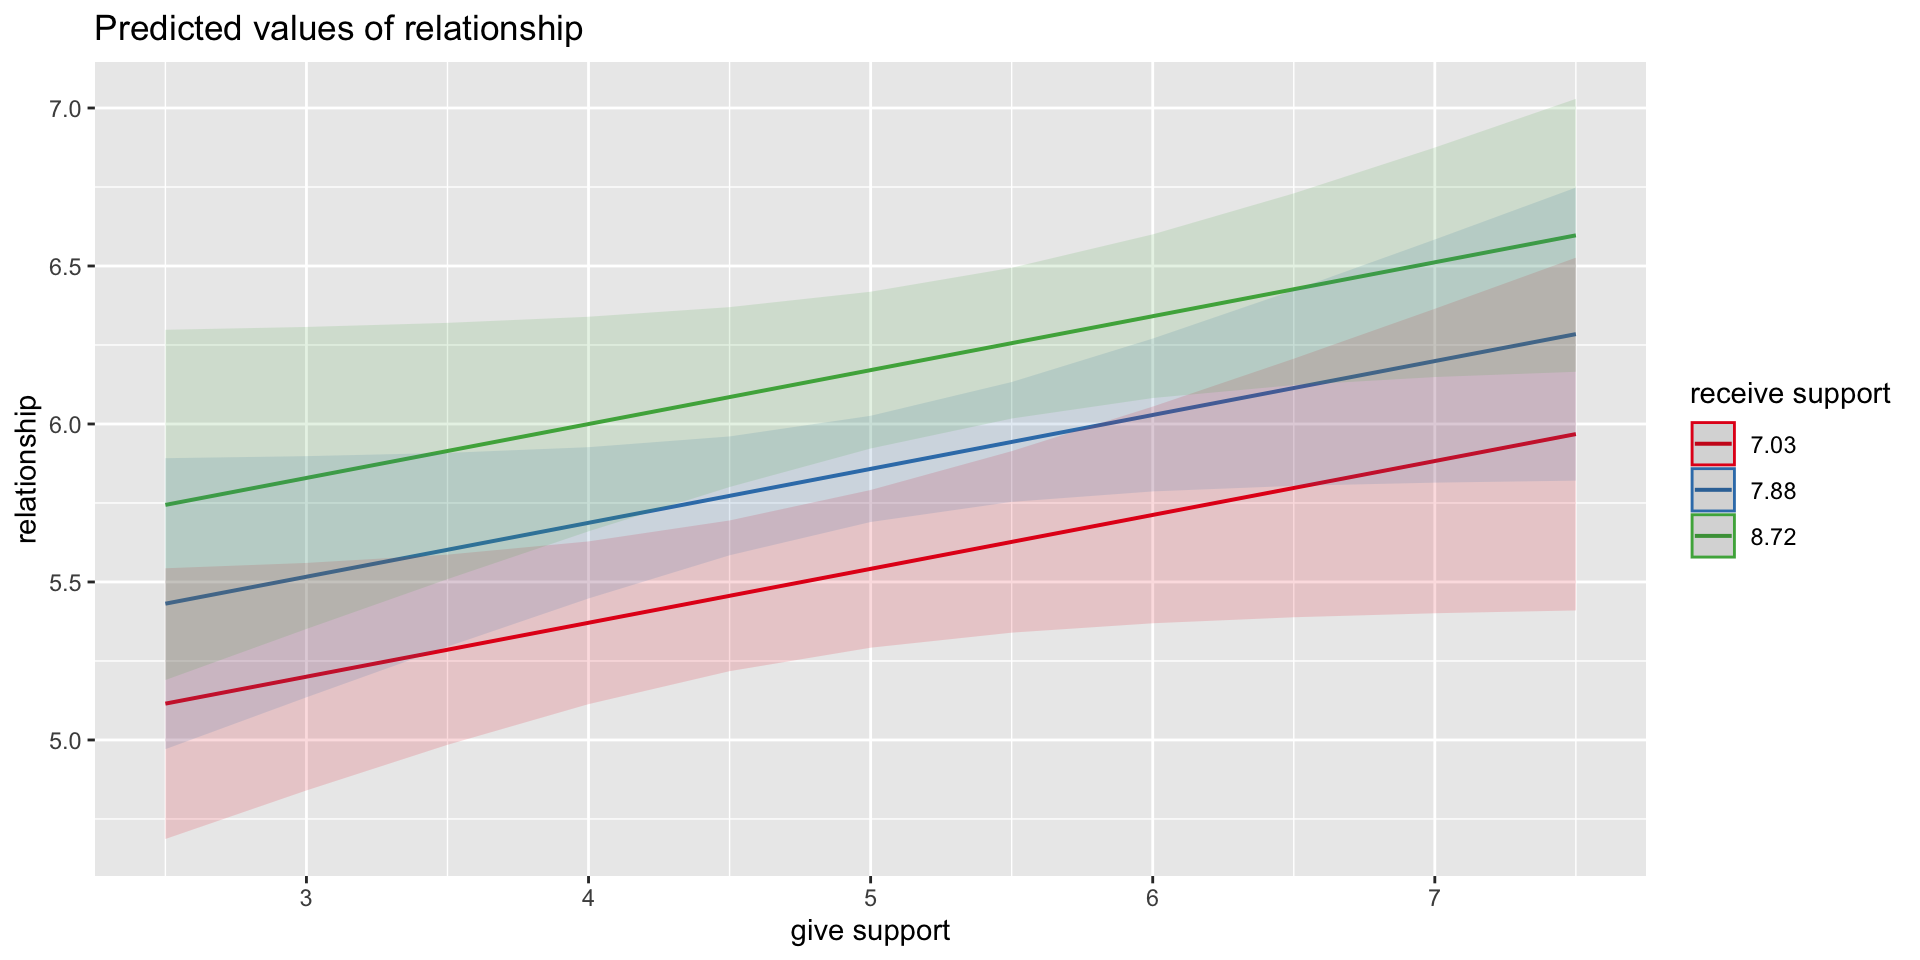 Predicted values of relationship
7.0
6.5
6.0
5.5
5.0
relationship
3 4 5 6 7
give support
receive support
7.03
7.88
8.72